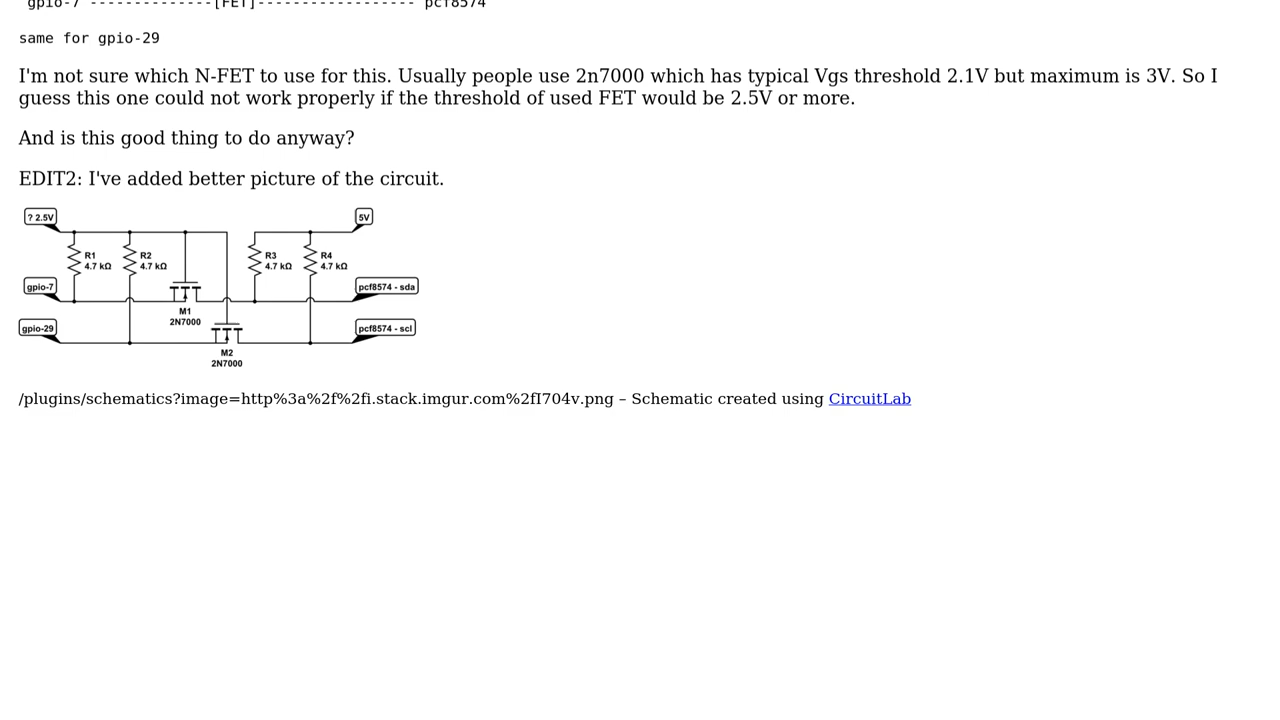 gpio-7 --------------[FET]------------------ pcf8574
same for gpio-29
I'm not sure which N-FET to use for this. Usually people use 2n7000 which has typical Vgs threshold 2.1V but maximum is 3V. So I
guess this one could not work properly if the threshold of used FET would be 2.5V or more.
And is this good thing to do anyway?
EDIT2: I've added better picture of the circuit.
? 2.5V
5V
R1
4.7 kΩ
R2
4.7 kΩ
R3
4.7 kΩ
R4
4.7 kΩ
gpio-7
pcf8574 - sda
M1
2N7000
gpio-29
pcf8574 - scl
M2
2N7000
/plugins/schematics?image=http%3a%2f%2fi.stack.imgur.com%2fI704v.png – Schematic created using CircuitLab